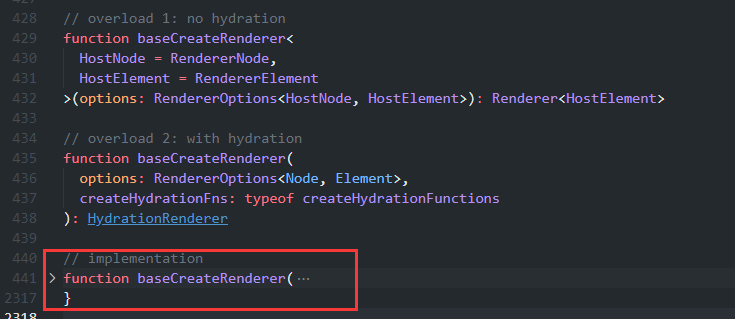 428 // overload 1: no hydration
429 function baseCreateRenderer<
430 HostNode = RendererNode,
431 HostElement = RendererElement
432 >(options: RendererOptions<HostNode, HostElement>): Renderer<HostElement>
433
434 // overload 2: with hydration
435 function baseCreateRenderer(
436 options: RendererOptions<Node, Element>,
437 createHydrationFns: typeof createHydrationFunctions
438 ): HydrationRenderer
439
440 // implementation
441 > function baseCreateRenderer( ⋯
2317 }
2318